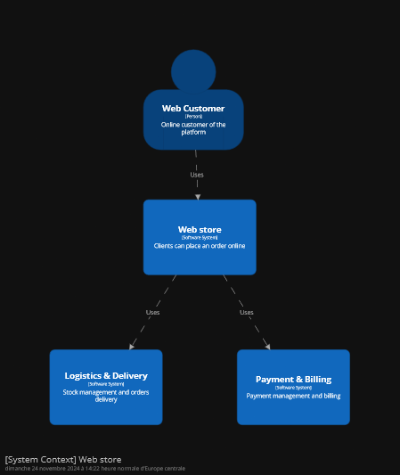 Web Customer
[Person]
Online customer of the
platform
Uses
Web store
[Software System]
Clients can place an order online
Uses
Uses
Logistics & Delivery
[Software System]
Stock management and orders
delivery
Payment & Billing
[Software System]
Payment management and billing
[System Context] Web store
dimanche 24 novembre 2024 à 14:22 heure normale d'Europe centrale